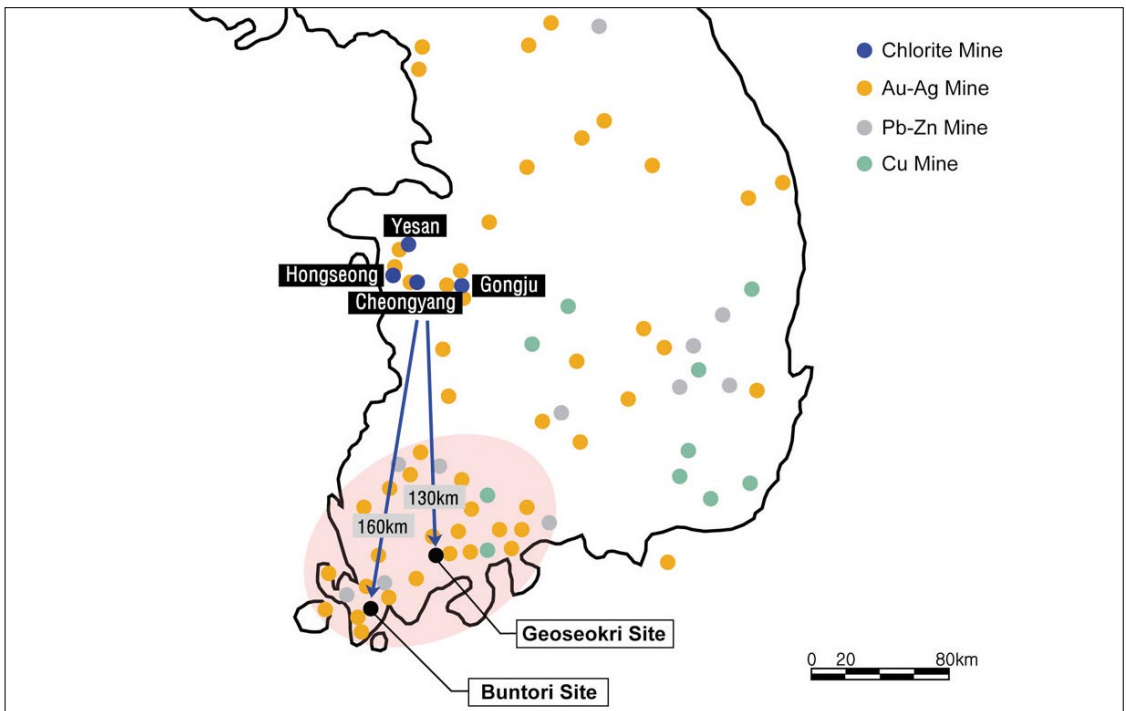 Chlorite Mine
Au-Ag Mine
Pb-Zn Mine
Cu Mine
Yesan
Hongseong
Gongju
Cheongyang
130km
160km
Geoseokri Site
Buntori Site
0 20 80km